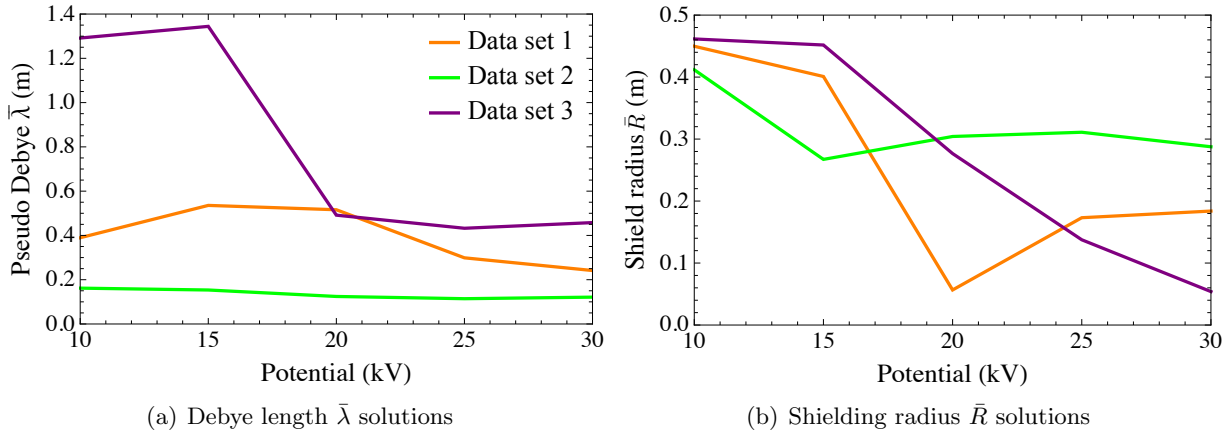 Pseudo Debye λ̄ (m)
1.4
1.2
1.0
0.8
0.6
0.4
0.2
0.0
10 15 20 25 30
Potential (kV)
Data set 1
Data set 2
Data set 3
(a) Debye length λ̄ solutions
Shield radius R̄ (m)
0.5
0.4
0.3
0.2
0.1
0.0
10 15 20 25 30
Potential (kV)
(b) Shielding radius R̄ solutions